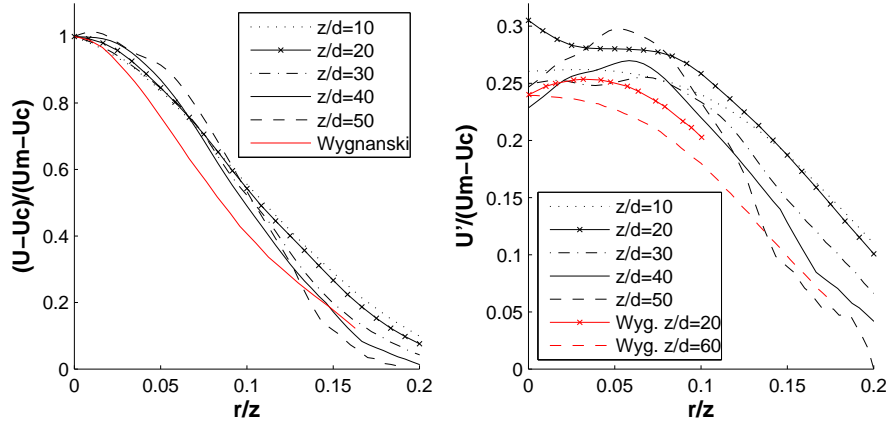 (U−Uc)/(Um−Uc)
1
0.8
0.6
0.4
0.2
0
0
0.05
0.1
0.15
0.2
r/z
z/d=10
z/d=20
z/d=30
z/d=40
z/d=50
Wygnanski
U'/(Um−Uc)
0.3
0.25
0.2
0.15
0.1
0.05
0
0
0.05
0.1
0.15
0.2
r/z
z/d=10
z/d=20
z/d=30
z/d=40
z/d=50
Wyg. z/d=20
Wyg. z/d=60